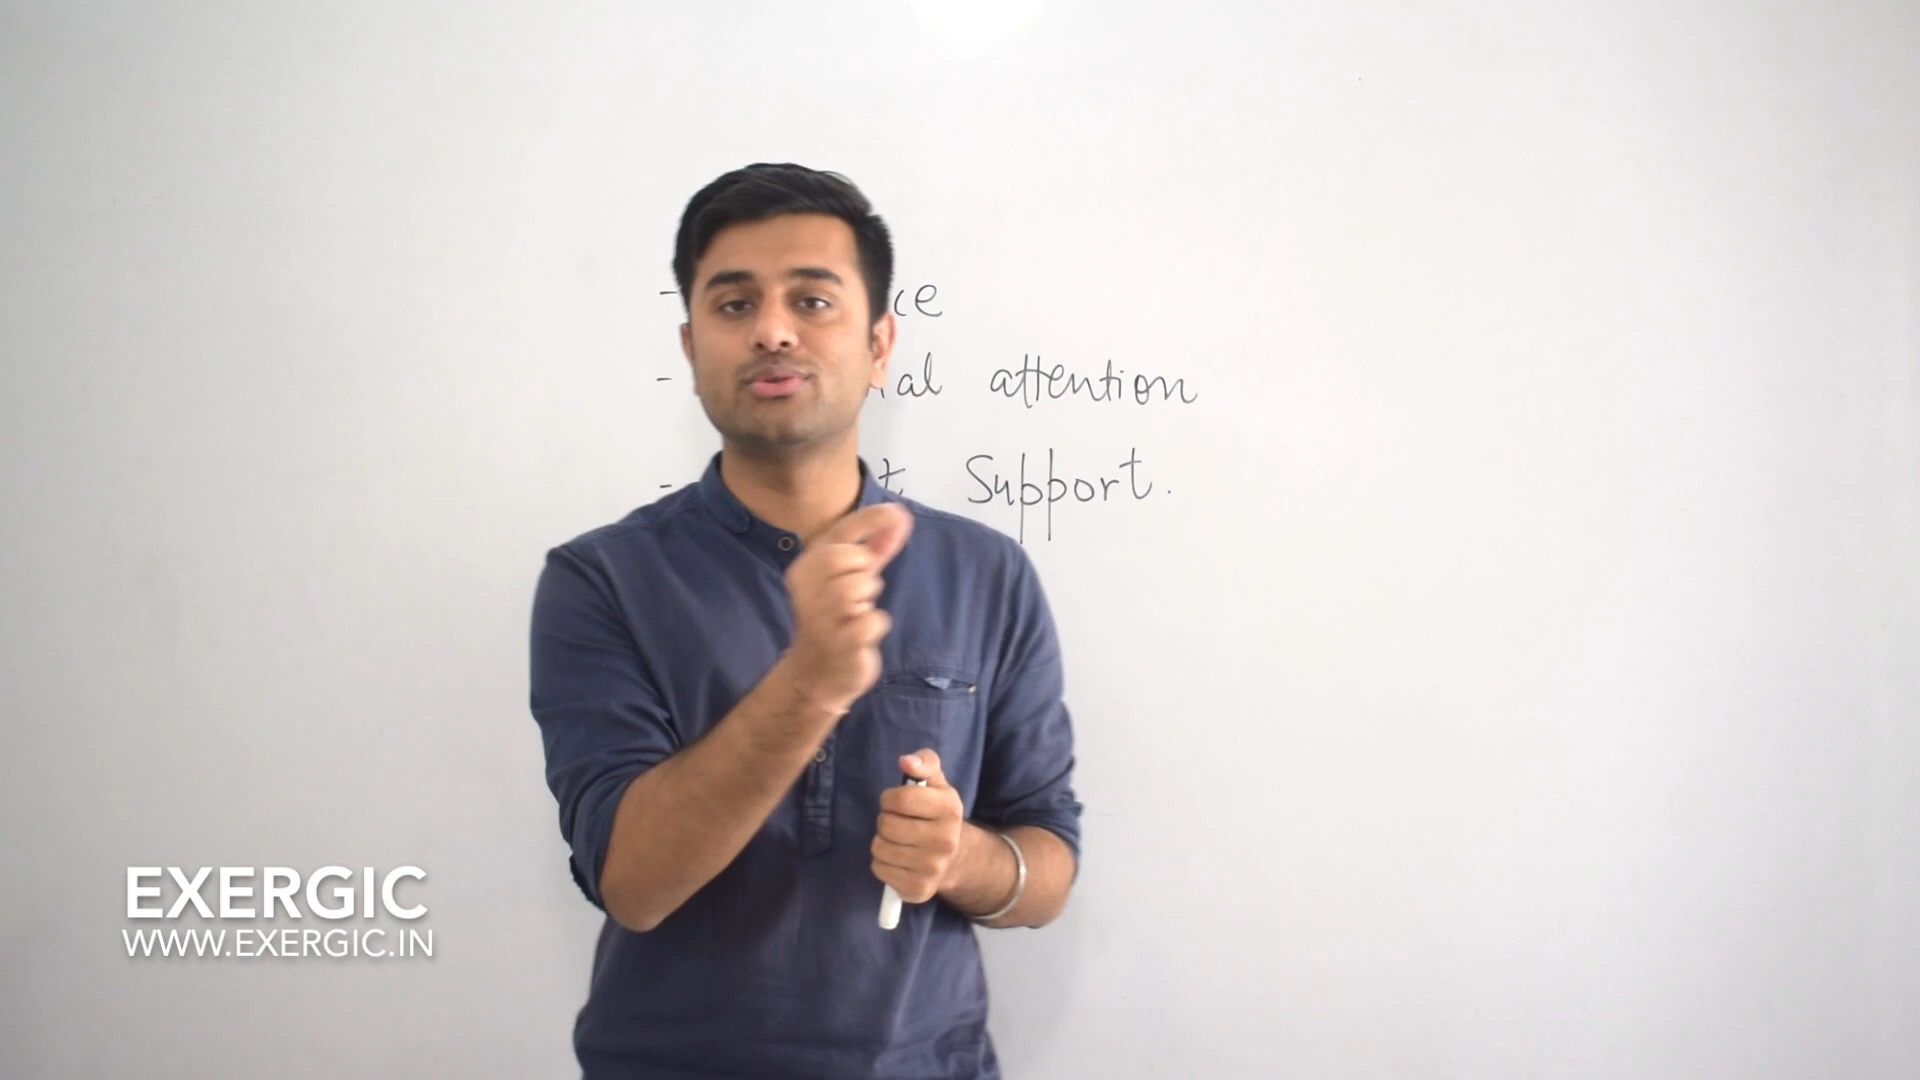 - ce
- al attention
- t Support.
EXERGIC
WWW.EXERGIC.IN